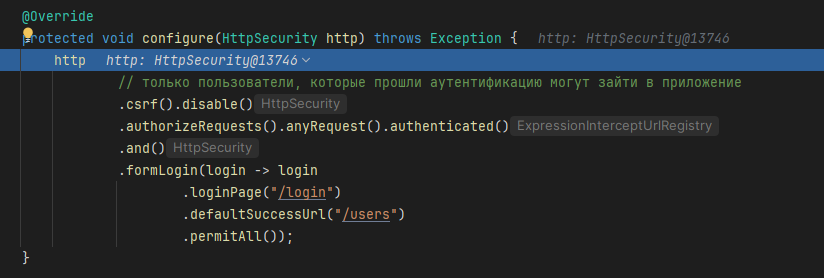 @Override
protected void configure(HttpSecurity http) throws Exception {   http: HttpSecurity@13746
http   http: HttpSecurity@13746
// только пользователи, которые прошли аутентификацию могут зайти в приложение
.csrf().disable() HttpSecurity
.authorizeRequests().anyRequest().authenticated() ExpressionInterceptUrlRegistry
.and() HttpSecurity
.formLogin(login -> login
.loginPage("/login")
.defaultSuccessUrl("/users")
.permitAll());
}